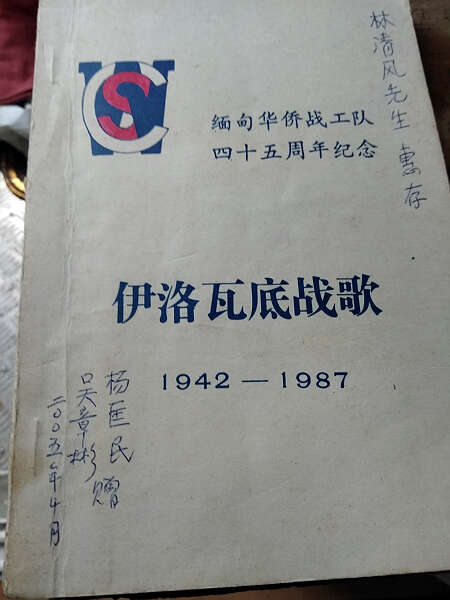 林清风先生 惠存
缅甸华侨战工队
四十五周年纪念
伊洛瓦底战歌
1942—1987
杨匡民
吴章彬 赠
二〇〇五年4月